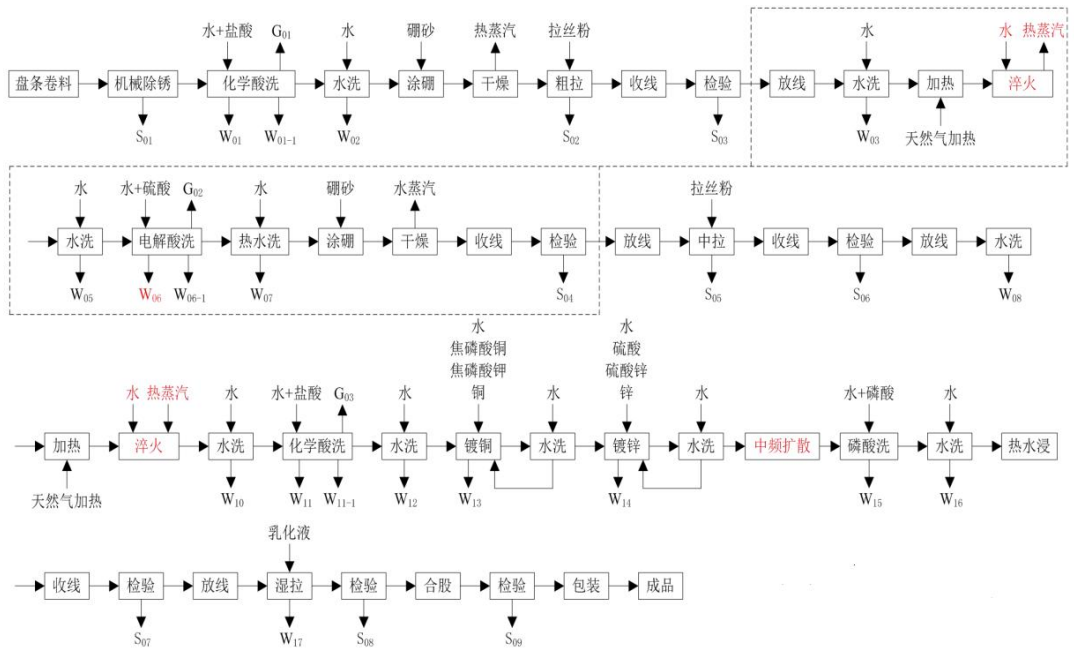 水+盐酸 G01 水 硼砂 热蒸汽 拉丝粉 水 水 热蒸汽
盘条卷料 机械除锈 化学酸洗 水洗 涂硼 干燥 粗拉 收线 检验 放线 水洗 加热 淬火
S01 W01 W01-1 W02 S02 S03 W03 天然气加热
水 水+硫酸 G02 水 硼砂 水蒸汽 拉丝粉
水洗 电解酸洗 热水洗 涂硼 干燥 收线 检验 放线 中拉 收线 检验 放线 水洗
W05 W06 W06-1 W07 S04 S05 S06 W08
水 水
焦磷酸铜 硫酸
焦磷酸钾 硫酸锌
水 热蒸汽 水 水+盐酸 G03 水 铜 水 锌 水 水+磷酸 水
加热 淬火 水洗 化学酸洗 水洗 镀铜 水洗 镀锌 水洗 中频扩散 磷酸洗 水洗 热水浸
天然气加热 W10 W11 W11-1 W12 W13 W14 W15 W16
乳化液
收线 检验 放线 湿拉 检验 合股 检验 包装 成品
S07 W17 S08 S09